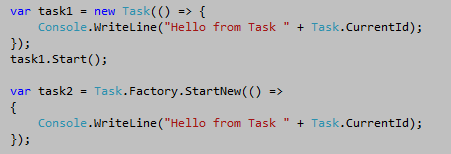 var task1 = new Task(() => {
    Console.WriteLine("Hello from Task " + Task.CurrentId);
});
task1.Start();

var task2 = Task.Factory.StartNew(() =>
{
    Console.WriteLine("Hello from Task " + Task.CurrentId);
});